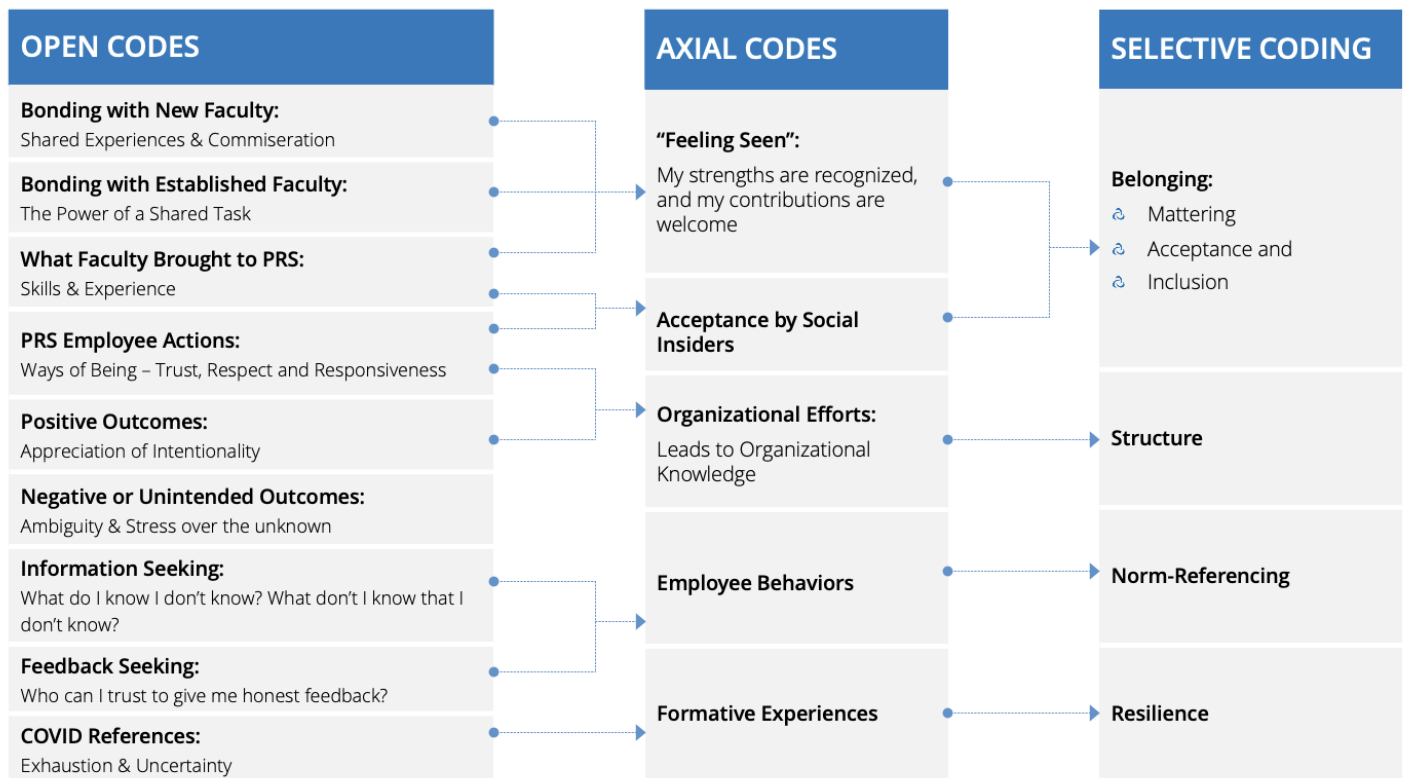 OPEN CODES
Bonding with New Faculty:
Shared Experiences & Commiseration
Bonding with Established Faculty:
The Power of a Shared Task
What Faculty Brought to PRS:
Skills & Experience
PRS Employee Actions:
Ways of Being – Trust, Respect and Responsiveness
Positive Outcomes:
Appreciation of Intentionality
Negative or Unintended Outcomes:
Ambiguity & Stress over the unknown
Information Seeking:
What do I know I don’t know? What don’t I know that I
don’t know?
Feedback Seeking:
Who can I trust to give me honest feedback?
COVID References:
Exhaustion & Uncertainty
AXIAL CODES
“Feeling Seen”:
My strengths are recognized,
and my contributions are
welcome
Acceptance by Social
Insiders
Organizational Efforts:
Leads to Organizational
Knowledge
Employee Behaviors
Formative Experiences
SELECTIVE CODING
Belonging:
Mattering
Acceptance and
Inclusion
Structure
Norm-Referencing
Resilience